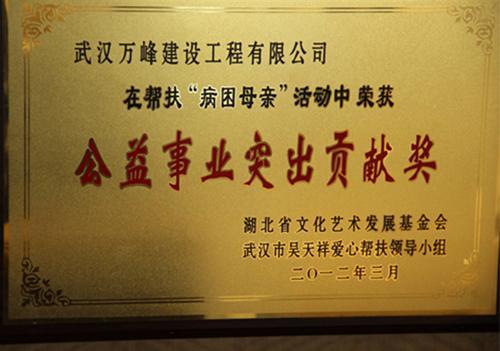 武汉万峰建设工程有限公司
在帮扶“病困母亲”活动中荣获
公益事业突出贡献奖
湖北省文化艺术发展基金会
武汉市吴天祥爱心帮扶领导小组
二〇一二年三月